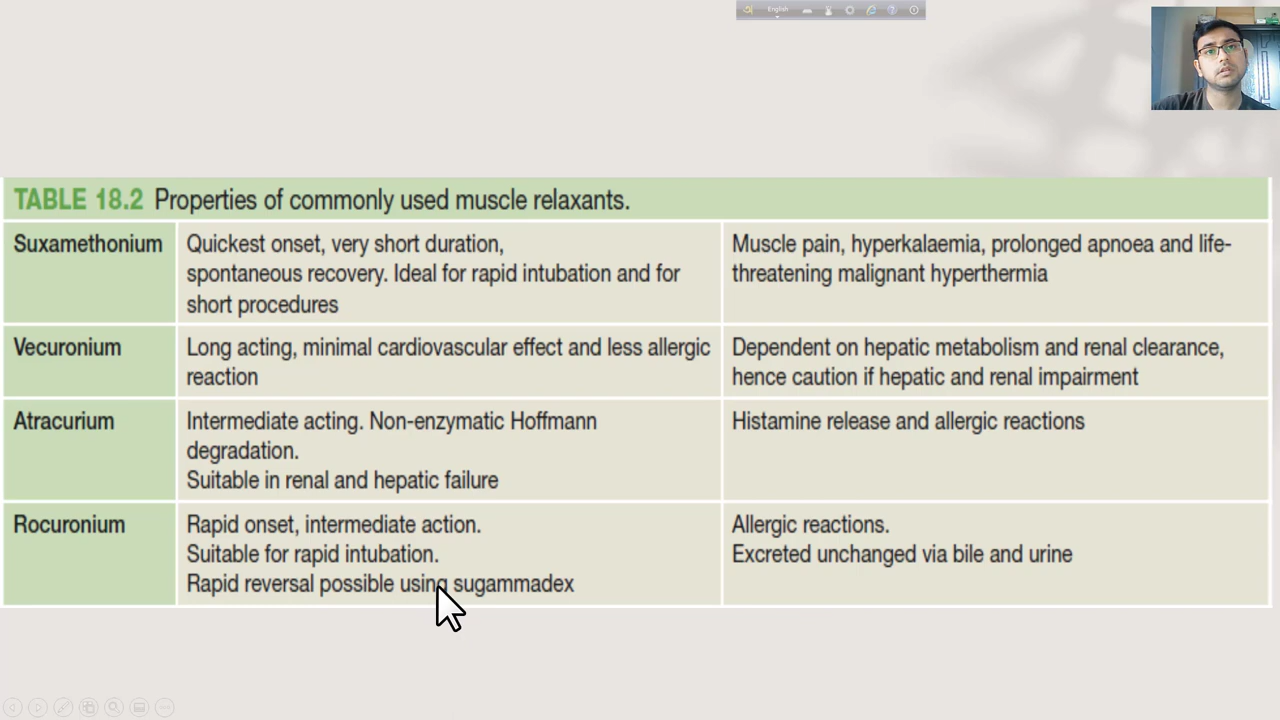 English
TABLE 18.2 Properties of commonly used muscle relaxants.
Suxamethonium
Quickest onset, very short duration,
spontaneous recovery. Ideal for rapid intubation and for
short procedures
Muscle pain, hyperkalaemia, prolonged apnoea and life-
threatening malignant hyperthermia
Vecuronium
Long acting, minimal cardiovascular effect and less allergic
reaction
Dependent on hepatic metabolism and renal clearance,
hence caution if hepatic and renal impairment
Atracurium
Intermediate acting. Non-enzymatic Hoffmann
degradation.
Suitable in renal and hepatic failure
Histamine release and allergic reactions
Rocuronium
Rapid onset, intermediate action.
Suitable for rapid intubation.
Rapid reversal possible using sugammadex
Allergic reactions.
Excreted unchanged via bile and urine